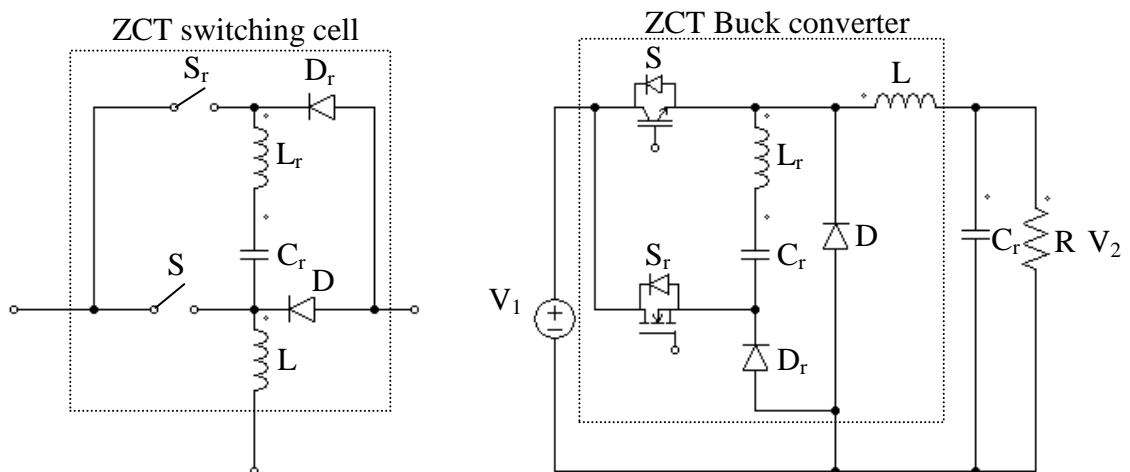 ZCT switching cell
Sr
Dr
Lr
Cr
S
D
L
ZCT Buck converter
S
L
Lr
D
Sr
Cr
Cr
R
V2
V1
Dr